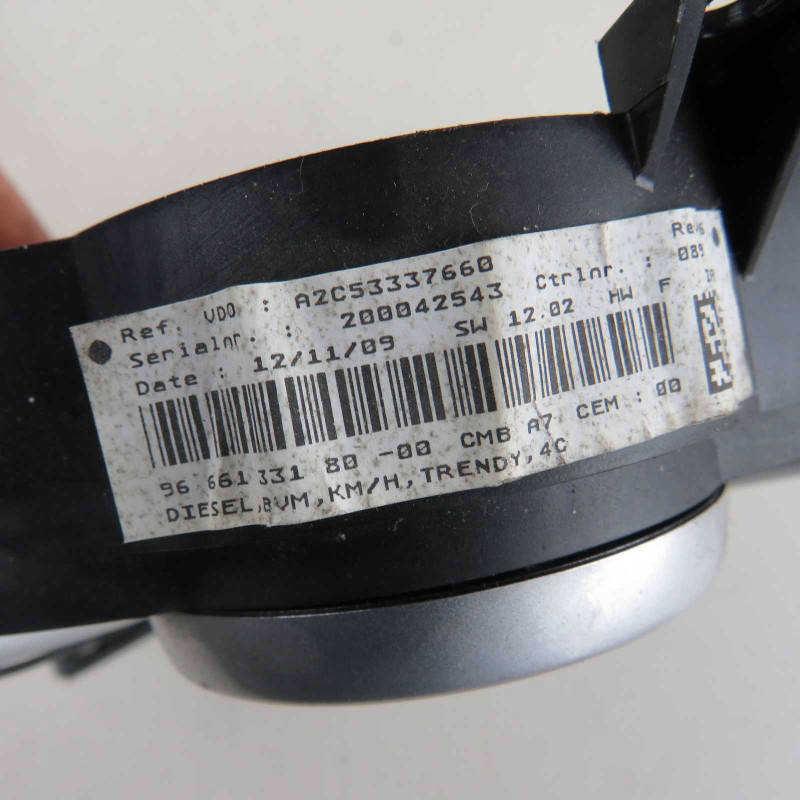 Ref. VDO : A2C53337660
Serialnr. : 200042543 Ctrlnr. : 089
Date : 12/11/09 SW 12.02 HW F
96 661 331 80 -00 CMB A7 CEM : 00
DIESEL,BVM,KM/H,TRENDY,4C